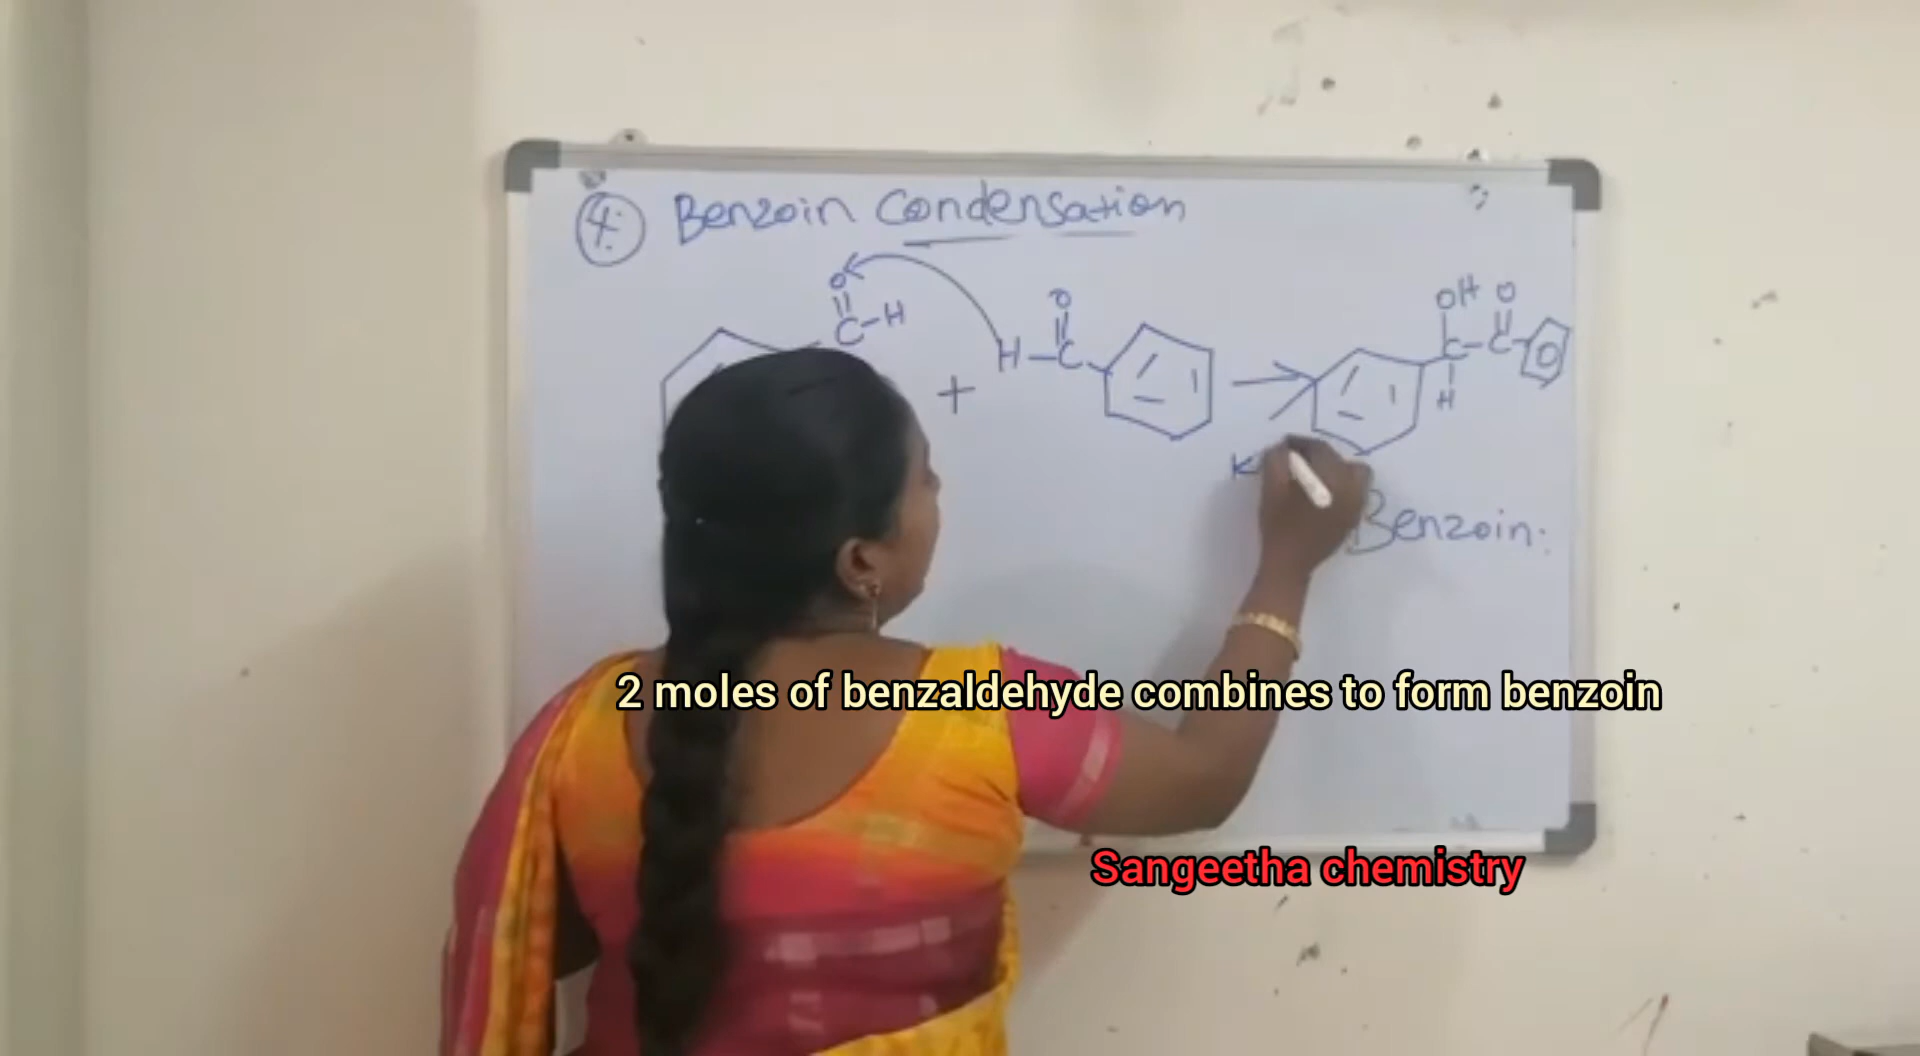 4. Benzoin Condensation
O OH O
C-H H-C O C-C
+ H
K
Benzoin:
2 moles of benzaldehyde combines to form benzoin
Sangeetha chemistry